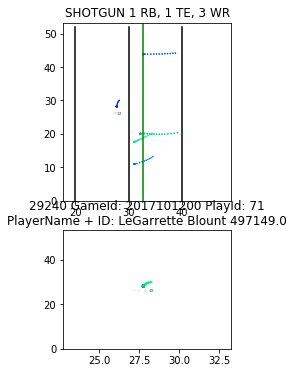 SHOTGUN 1 RB, 1 TE, 3 WR
50
40
30
20
10
0
20 30 40
29240 GameId: 2017101200 PlayId: 71
PlayerName + ID: LeGarrette Blount 497149.0
40
20
0
25.0 27.5 30.0 32.5